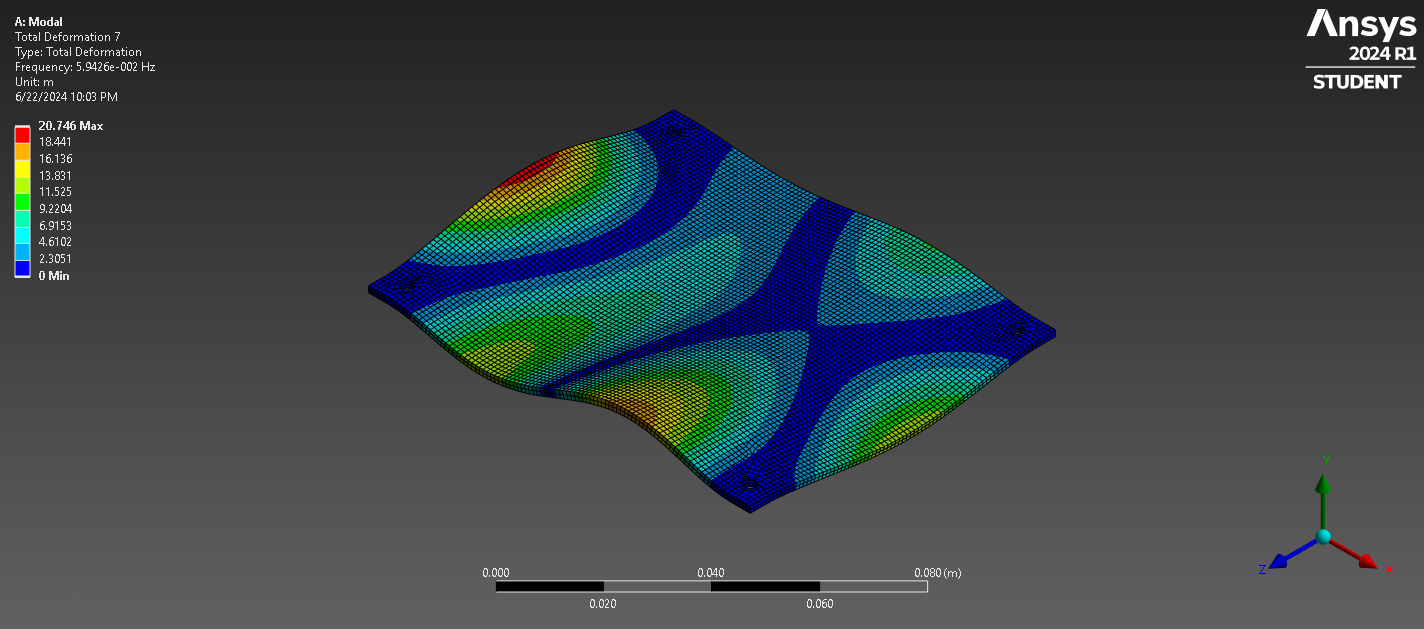 A: Modal
Total Deformation 7
Type: Total Deformation
Frequency: 5.9426e-002 Hz
Unit: m
6/22/2024 10:03 PM
20.746 Max
18.441
16.136
13.831
11.525
9.2204
6.9153
4.6102
2.3051
0 Min
Ansys
2024 R1
STUDENT
0.000 0.040 0.080 (m)
0.020 0.060
Y
Z X